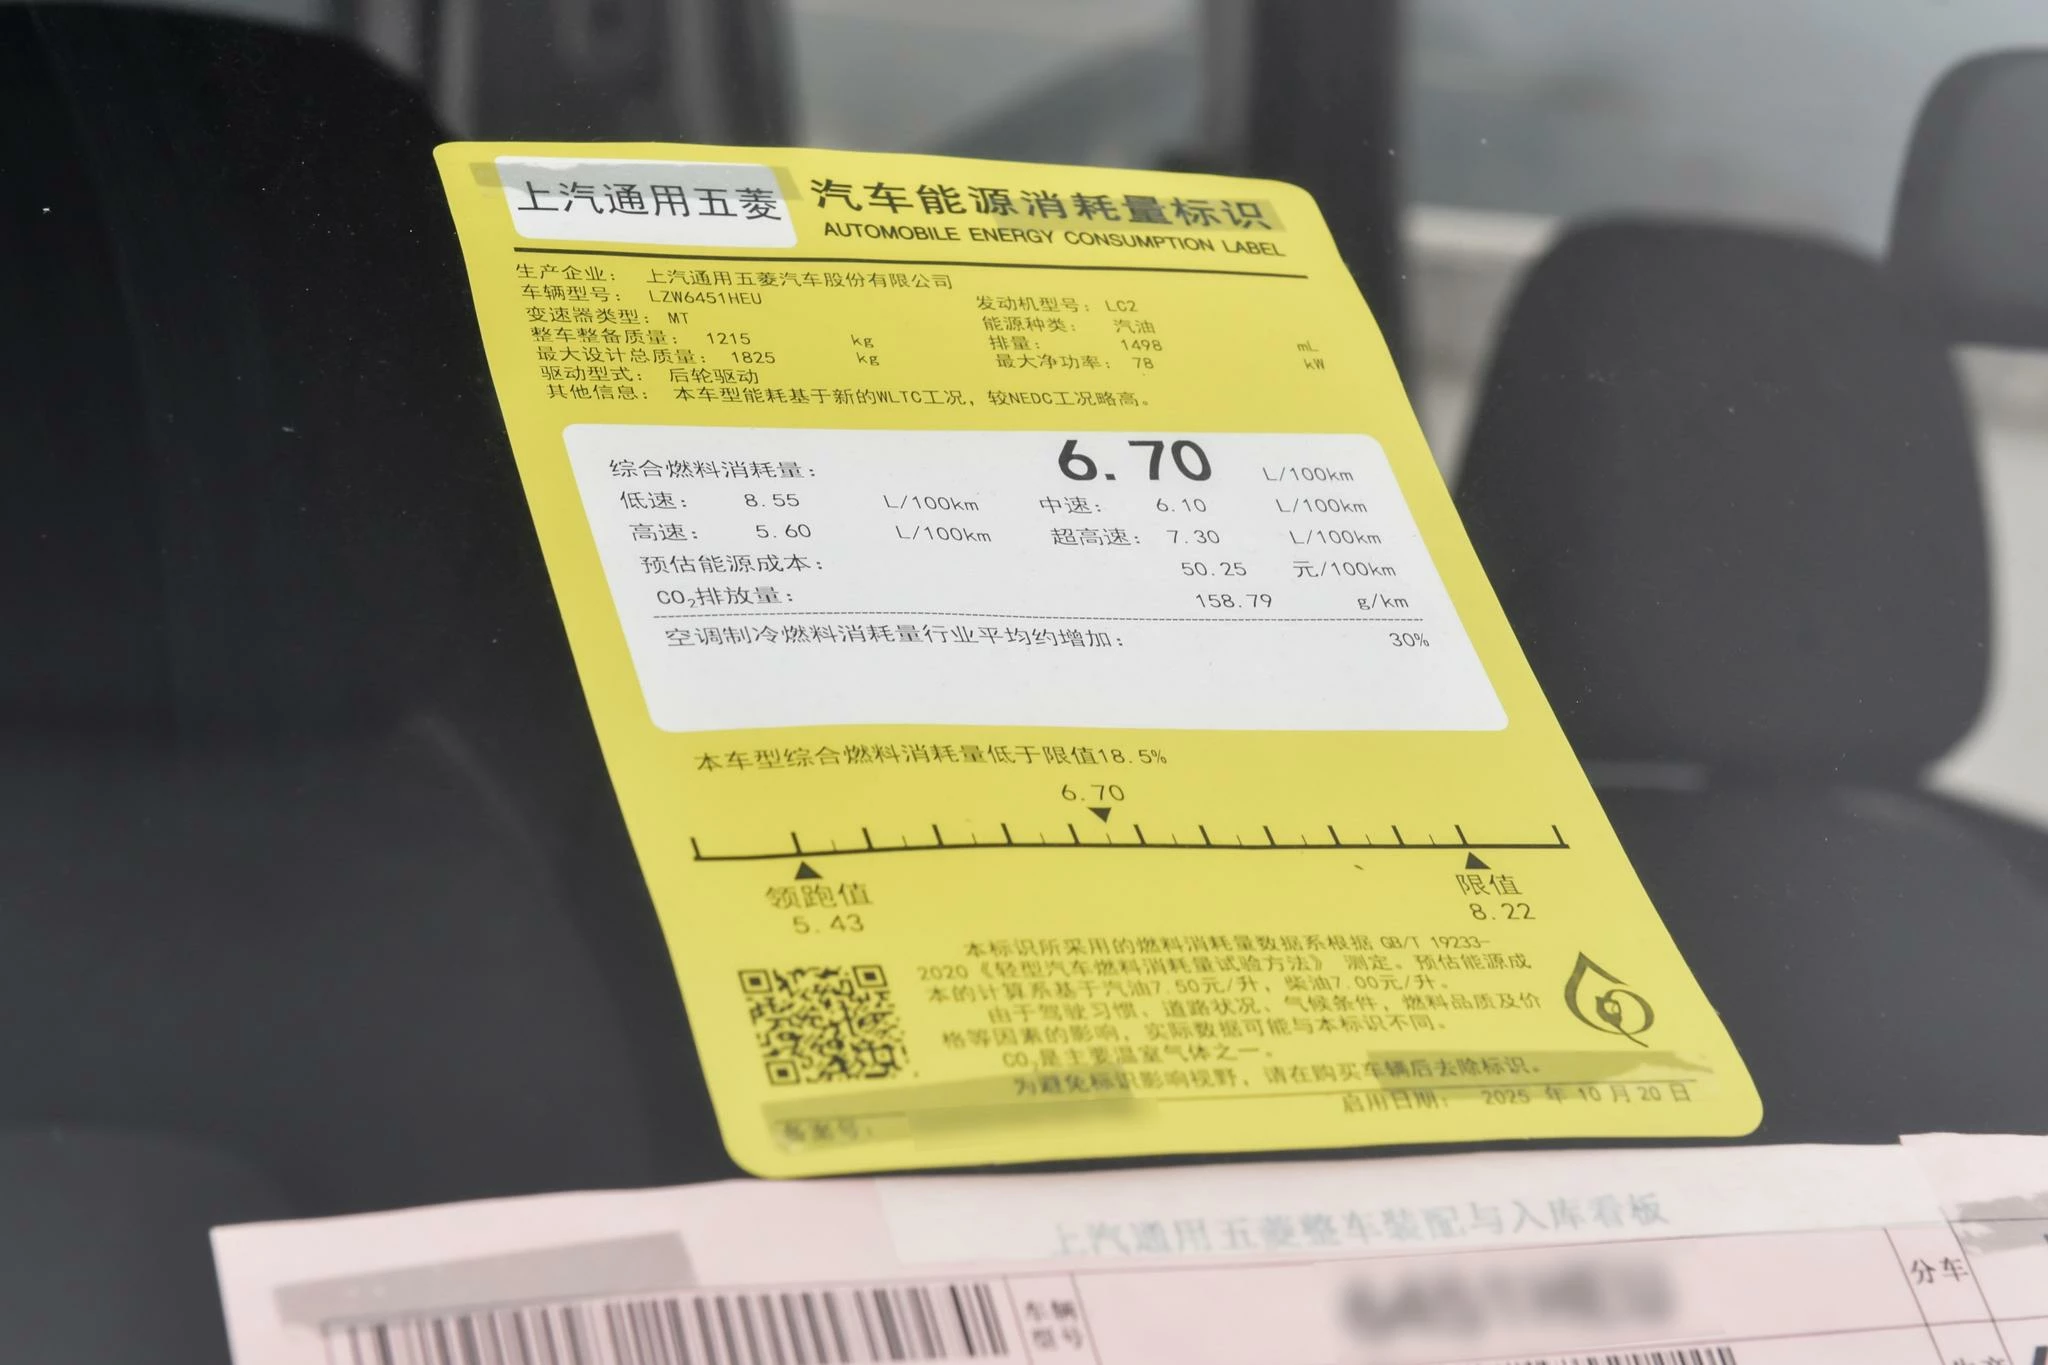 上汽通用五菱 汽车能源消耗量标识
AUTOMOBILE ENERGY CONSUMPTION LABEL
生产企业： 上汽通用五菱汽车股份有限公司
车辆型号： LZW6451HEU 发动机型号： LC2
变速器类型： MT 能源种类： 汽油
整车整备质量： 1215 kg 排量： 1498 mL
最大设计总质量： 1825 kg 最大净功率： 78 kW
驱动型式： 后轮驱动
其他信息： 本车型能耗基于新的WLTC工况，较NEDC工况略高。
综合燃料消耗量： 6.70 L/100km
低速： 8.55 L/100km 中速： 6.10 L/100km
高速： 5.60 L/100km 超高速： 7.30 L/100km
预估能源成本： 50.25 元/100km
CO₂排放量： 158.79 g/km
空调制冷燃料消耗量行业平均约增加： 30%
本车型综合燃料消耗量低于限值18.5%
6.70
领跑值 限值
5.43 8.22
本标识所采用的燃料消耗量数据系根据 GB/T 19233-
2020《轻型汽车燃料消耗量试验方法》 测定。预估能源成
本的计算系基于汽油7.50元/升，柴油7.00元/升。
由于驾驶习惯、道路状况、气候条件，燃料品质及价
格等因素的影响，实际数据可能与本标识不同。
CO₂是主要温室气体之一。
为避免标识影响视野，请在购买车辆后去除标识。
启用日期： 2025 年 10 月 20 日
备案号：
上汽通用五菱整车装配与入库看板
车辆
型号
分车